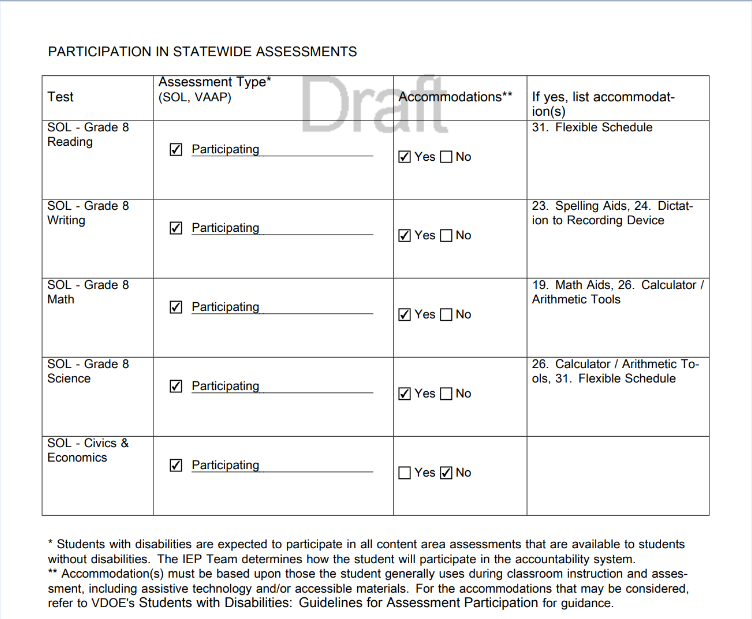 PARTICIPATION IN STATEWIDE ASSESSMENTS
Draft
Test
Assessment Type*
(SOL, VAAP)
Accommodations**
If yes, list accommodat-
ion(s)
SOL - Grade 8
Reading
Participating
Yes No
31. Flexible Schedule
SOL - Grade 8
Writing
Participating
Yes No
23. Spelling Aids, 24. Dictat-
ion to Recording Device
SOL - Grade 8
Math
Participating
Yes No
19. Math Aids, 26. Calculator /
Arithmetic Tools
SOL - Grade 8
Science
Participating
Yes No
26. Calculator / Arithmetic To-
ols, 31. Flexible Schedule
SOL - Civics &
Economics
Participating
Yes No
* Students with disabilities are expected to participate in all content area assessments that are available to students
without disabilities. The IEP Team determines how the student will participate in the accountability system.
** Accommodation(s) must be based upon those the student generally uses during classroom instruction and asses-
sment, including assistive technology and/or accessible materials. For the accommodations that may be considered,
refer to VDOE's Students with Disabilities: Guidelines for Assessment Participation for guidance.